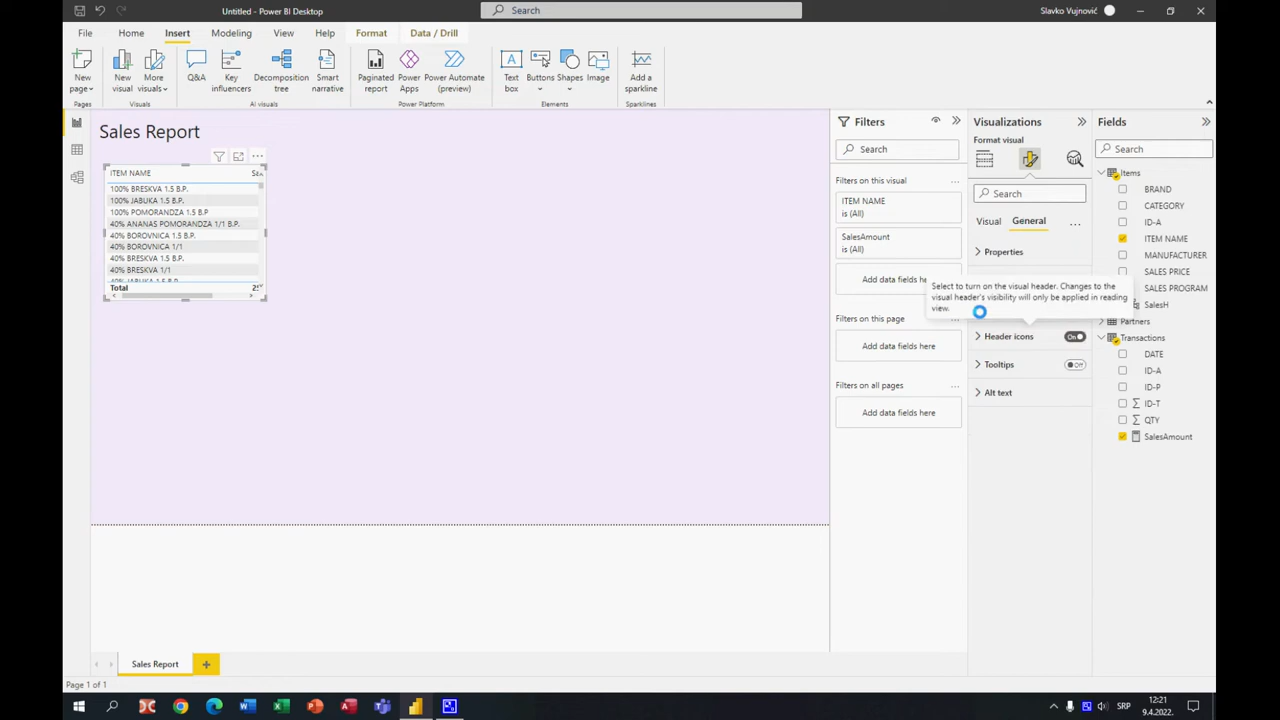 Untitled - Power BI Desktop
Search
Slavko Vujnović
File
Home
Insert
Modeling
View
Help
Format
Data / Drill
New page
New visual
More visuals
Q&A
Key influencers
Decomposition tree
Smart narrative
Paginated report
Power Apps
Power Automate (preview)
Text box
Buttons
Shapes
Image
Add a sparkline
Pages
Visuals
AI visuals
Power Platform
Elements
Sparklines
Sales Report
ITEM NAME
100% BRESKVA 1.5 B.P.
100% JABUKA 1.5 B.P.
100% POMORANDZA 1.5 B.P
40% ANANAS POMORANDZA 1/1 B.P.
40% BOROVNICA 1.5 B.P.
40% BOROVNICA 1/1
40% BRESKVA 1.5 B.P.
40% BRESKVA 1/1
40% JABUKA 1.5 B.P.
Total
Filters
Search
Filters on this visual
ITEM NAME
is (All)
SalesAmount
is (All)
Add data fields here
Filters on this page
Add data fields here
Filters on all pages
Add data fields here
Visualizations
Format visual
Search
Visual
General
Properties
Select to turn on the visual header. Changes to the
visual header's visibility will only be applied in reading
view.
Header icons
On
Tooltips
Off
Alt text
Fields
Search
Items
BRAND
CATEGORY
ID-A
ITEM NAME
MANUFACTURER
SALES PRICE
SALES PROGRAM
SalesH
Partners
Transactions
DATE
ID-A
ID-P
ID-T
QTY
SalesAmount
Sales Report
Page 1 of 1
SRP
12:21
9.4.2022.